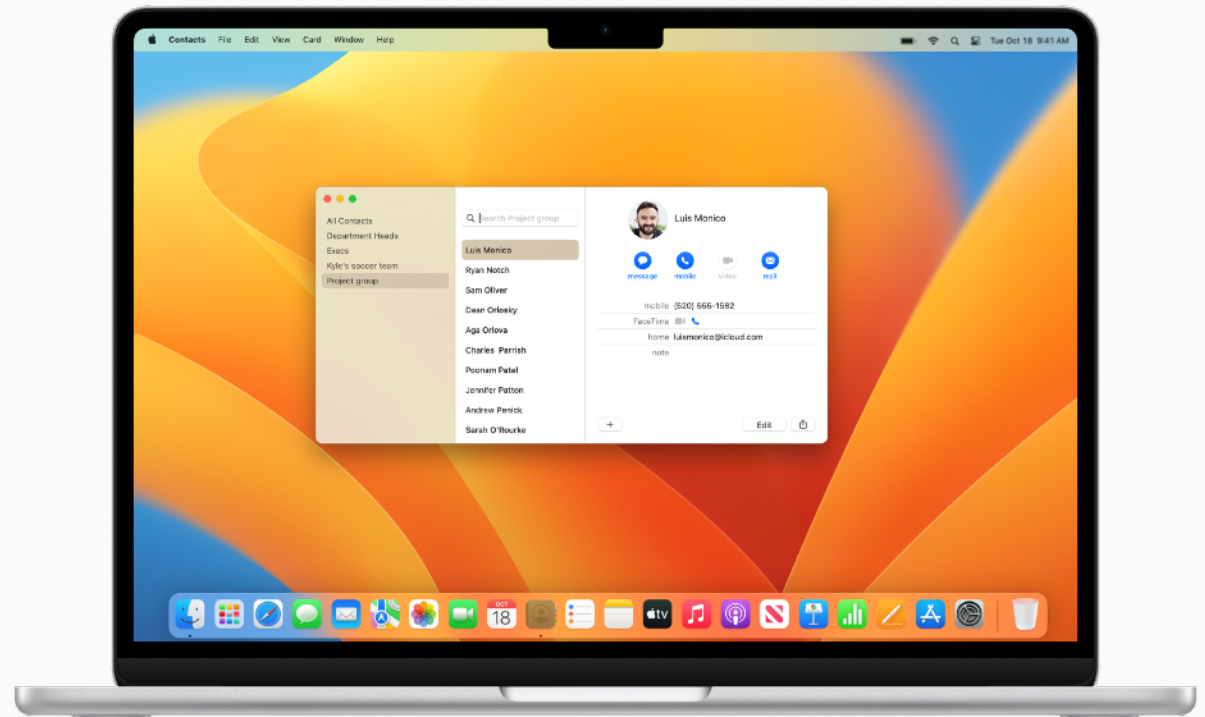 Contacts File Edit View Card Window Help
Tue Oct 18 9:41 AM
All Contacts
Department Heads
Execs
Kyle's soccer team
Project group
Search Project group
Luis Monico
Ryan Notch
Sam Oliver
Dean Orlosky
Aga Orlova
Charles Parrish
Poonam Patel
Jennifer Patton
Andrew Penick
Sarah O'Rourke
Luis Monico
message mobile video mail
mobile (520) 555-1582
FaceTime
home luismonico@icloud.com
note
+ Edit
OCT
18
tv